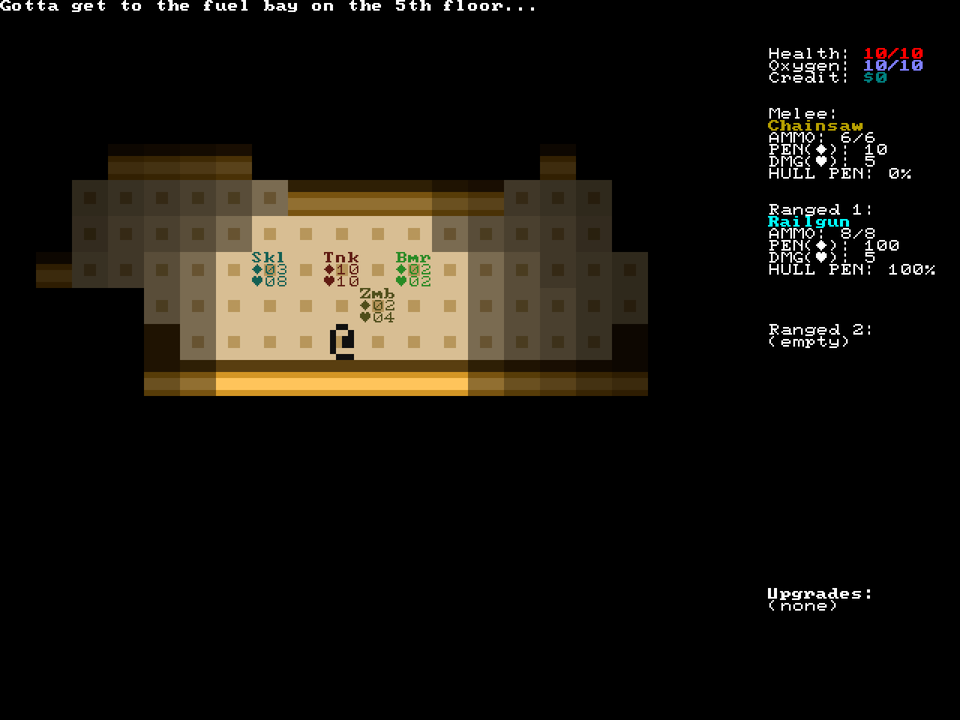 Gotta get to the fuel bay on the 5th floor...
Health: 10/10
Oxygen: 10/10
Credit: $0
Melee:
Chainsaw
AMMO: 6/6
PEN(♦): 10
DMG(♥): 5
HULL PEN: 0%
Ranged 1:
Railgun
AMMO: 8/8
PEN(♦): 100
DMG(♥): 5
HULL PEN: 100%
Ranged 2:
(empty)
Skl Tnk Bmr
♦03 ♦10 ♦02
♥08 ♥10 ♥02
Zmb
♦02
♥04
@
Upgrades:
(none)